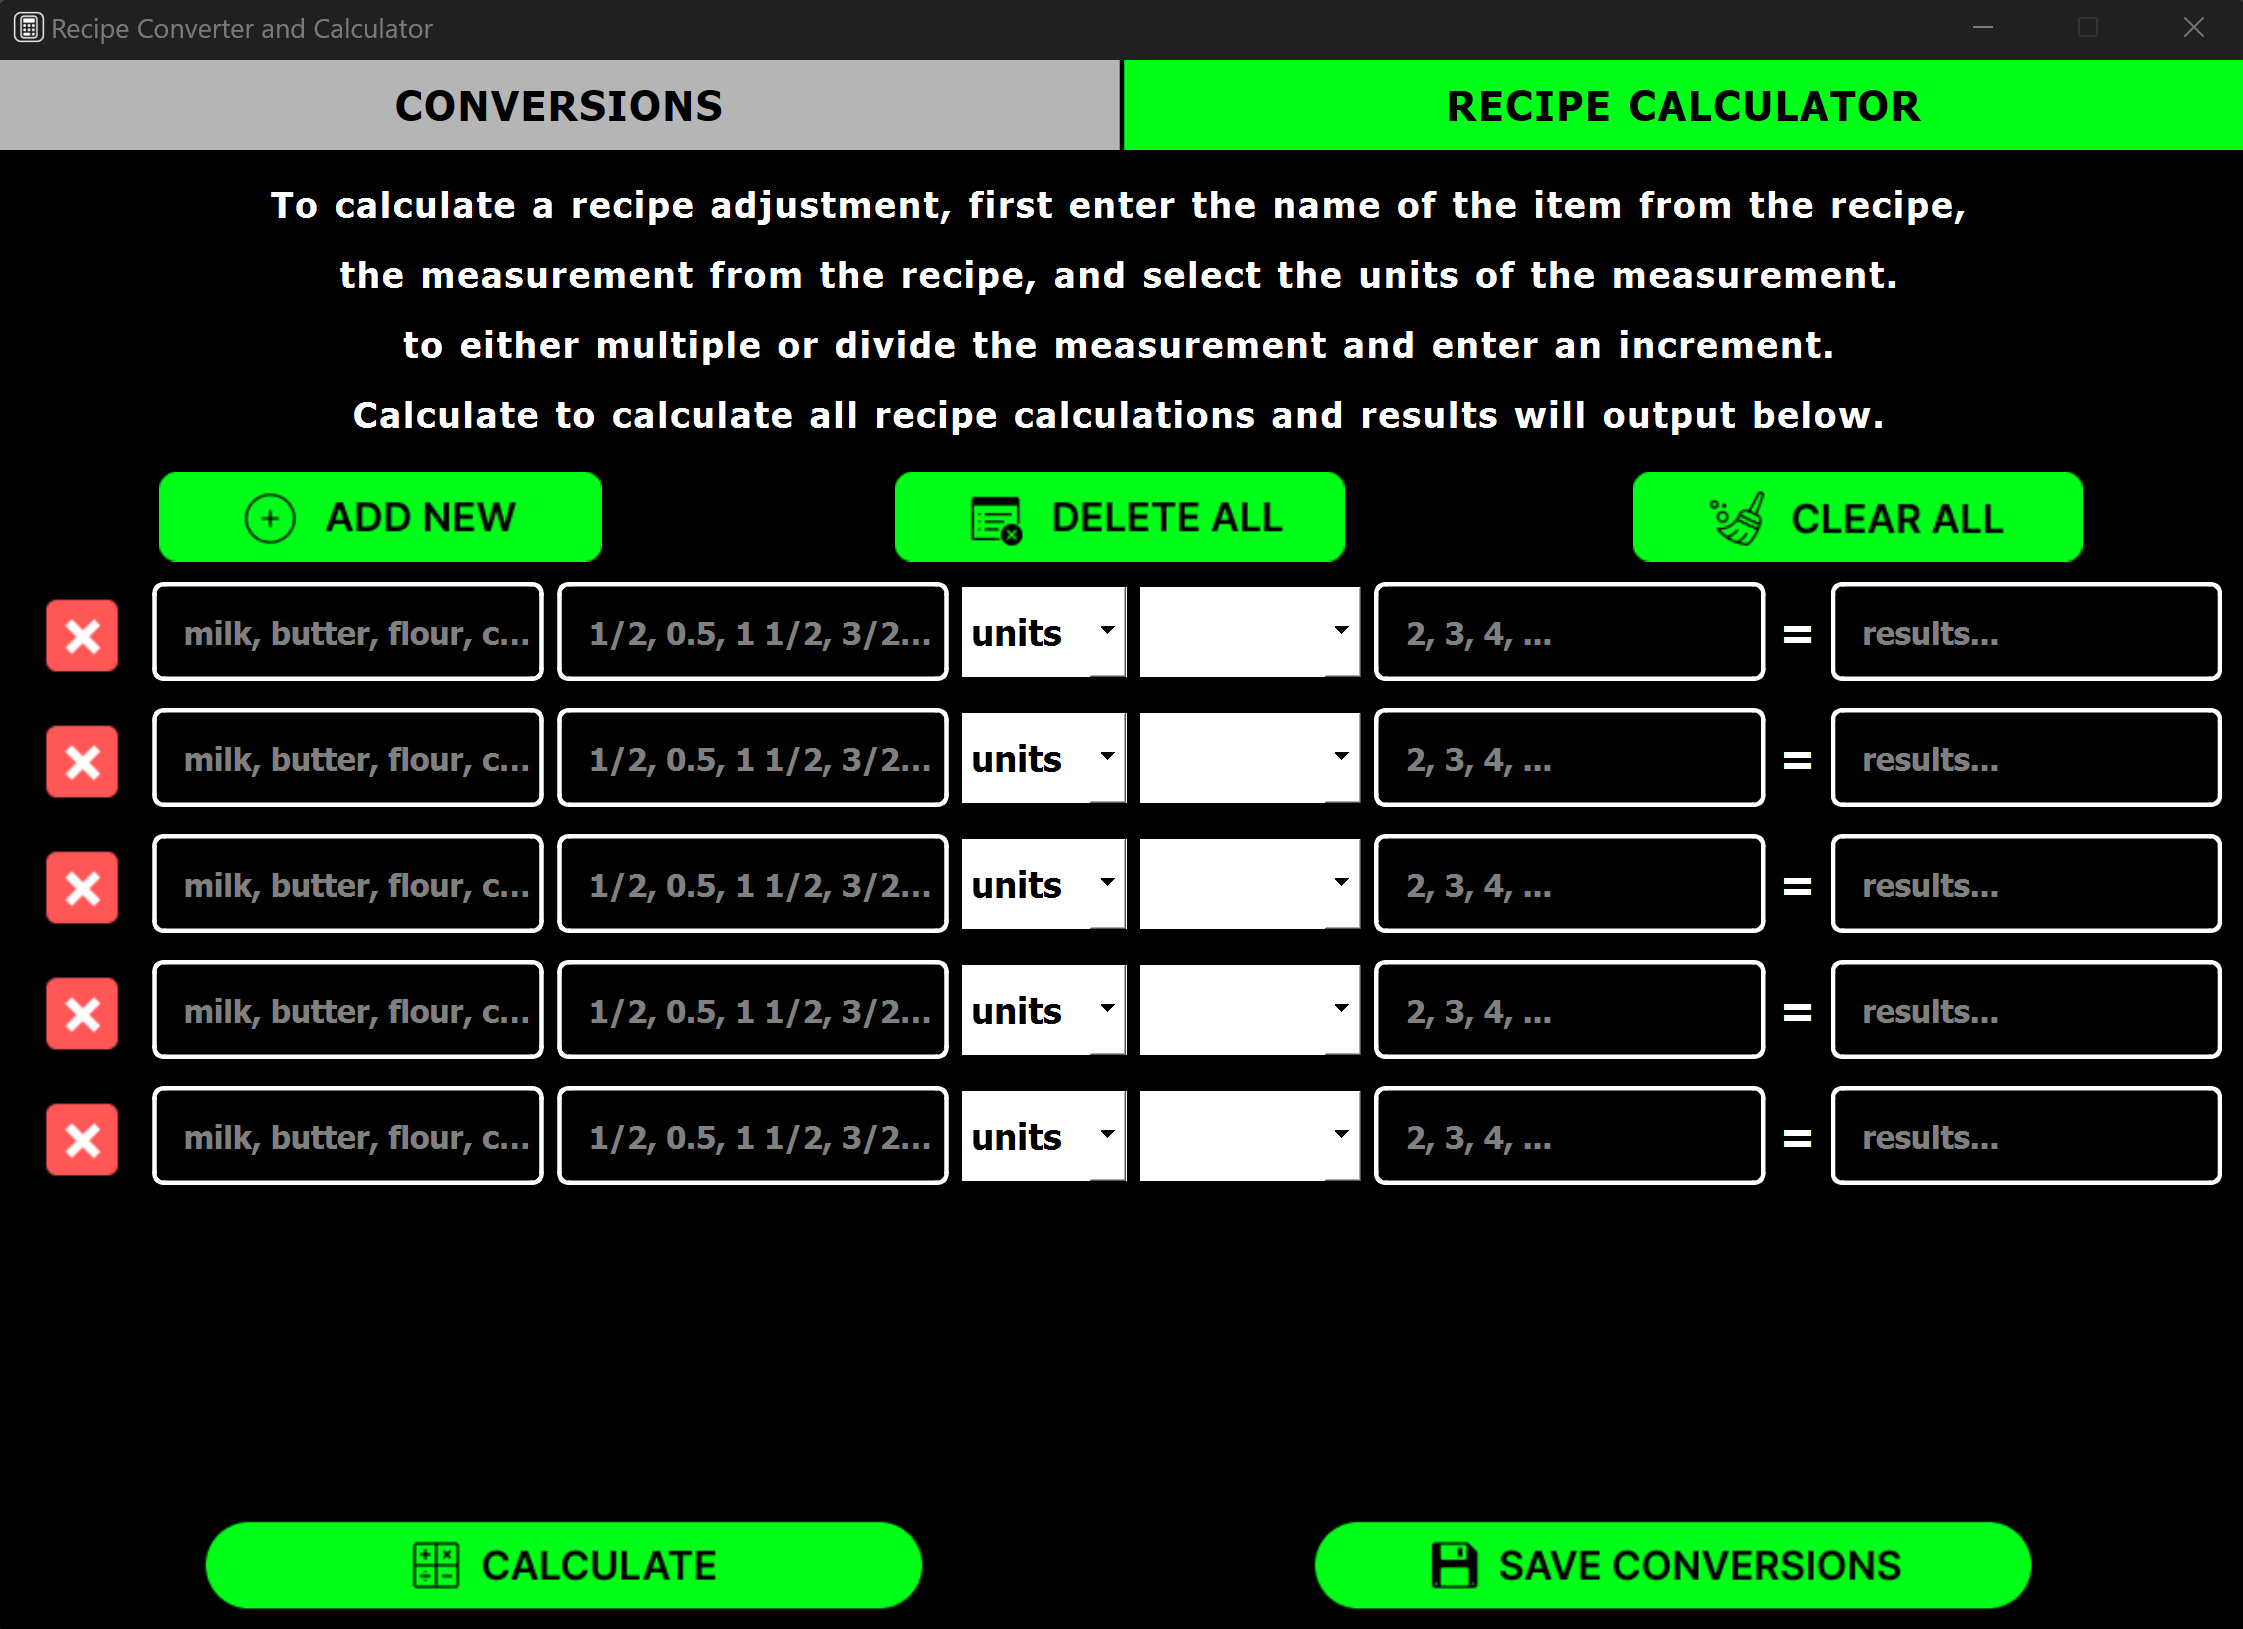 Recipe Converter and Calculator
CONVERSIONS RECIPE CALCULATOR
To calculate a recipe adjustment, first enter the name of the item from the recipe,
the measurement from the recipe, and select the units of the measurement.
to either multiple or divide the measurement and enter an increment.
Calculate to calculate all recipe calculations and results will output below.
ADD NEW DELETE ALL CLEAR ALL
milk, butter, flour, c... 1/2, 0.5, 1 1/2, 3/2... units 2, 3, 4, ... = results...
milk, butter, flour, c... 1/2, 0.5, 1 1/2, 3/2... units 2, 3, 4, ... = results...
milk, butter, flour, c... 1/2, 0.5, 1 1/2, 3/2... units 2, 3, 4, ... = results...
milk, butter, flour, c... 1/2, 0.5, 1 1/2, 3/2... units 2, 3, 4, ... = results...
milk, butter, flour, c... 1/2, 0.5, 1 1/2, 3/2... units 2, 3, 4, ... = results...
CALCULATE SAVE CONVERSIONS